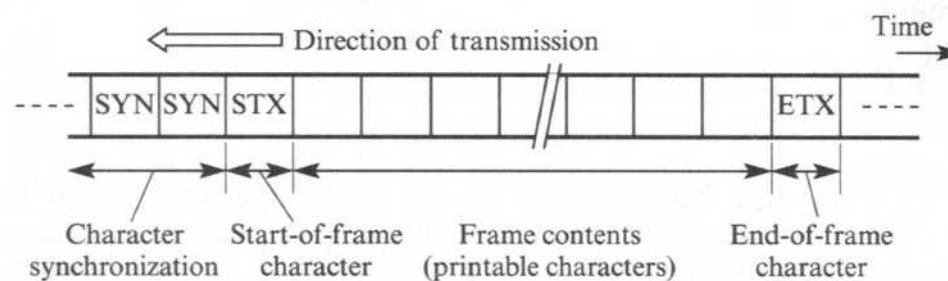 Direction of transmission
Time
SYN SYN STX ETX
Character synchronization
Start-of-frame character
Frame contents (printable characters)
End-of-frame character